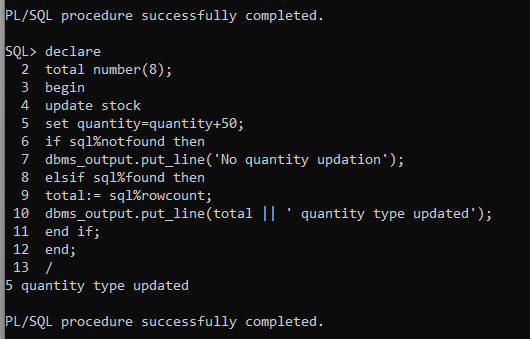 PL/SQL procedure successfully completed.
SQL> declare
2 total number(8);
3 begin
4 update stock
5 set quantity=quantity+50;
6 if sql%notfound then
7 dbms_output.put_line('No quantity updation');
8 elsif sql%found then
9 total:= sql%rowcount;
10 dbms_output.put_line(total || ' quantity type updated');
11 end if;
12 end;
13 /
5 quantity type updated
PL/SQL procedure successfully completed.